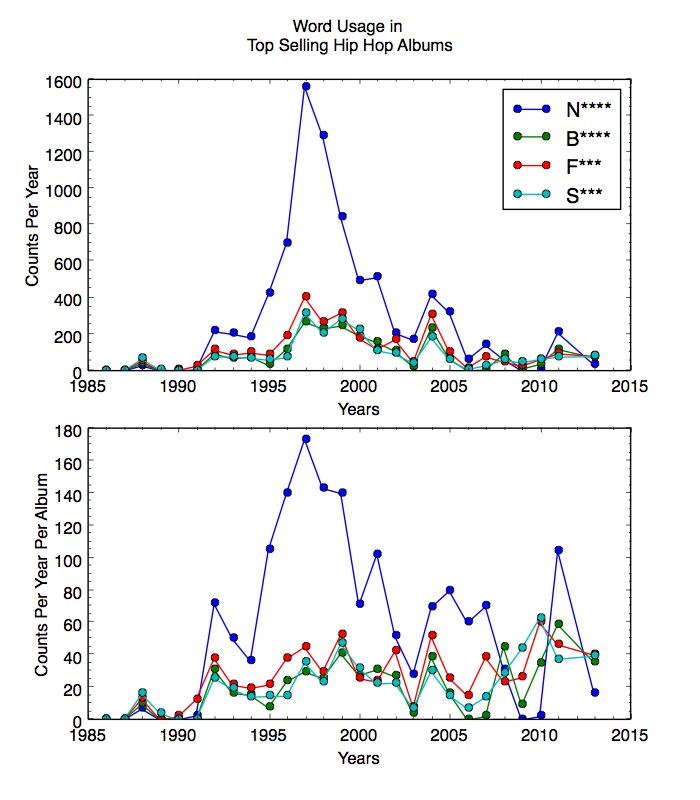 Word Usage in
Top Selling Hip Hop Albums
1600
1400
1200
1000
800
600
400
200
0
Counts Per Year
N****
B****
F***
S***
1985 1990 1995 2000 2005 2010 2015
Years
180
160
140
120
100
80
60
40
20
0
Counts Per Year Per Album
1985 1990 1995 2000 2005 2010 2015
Years